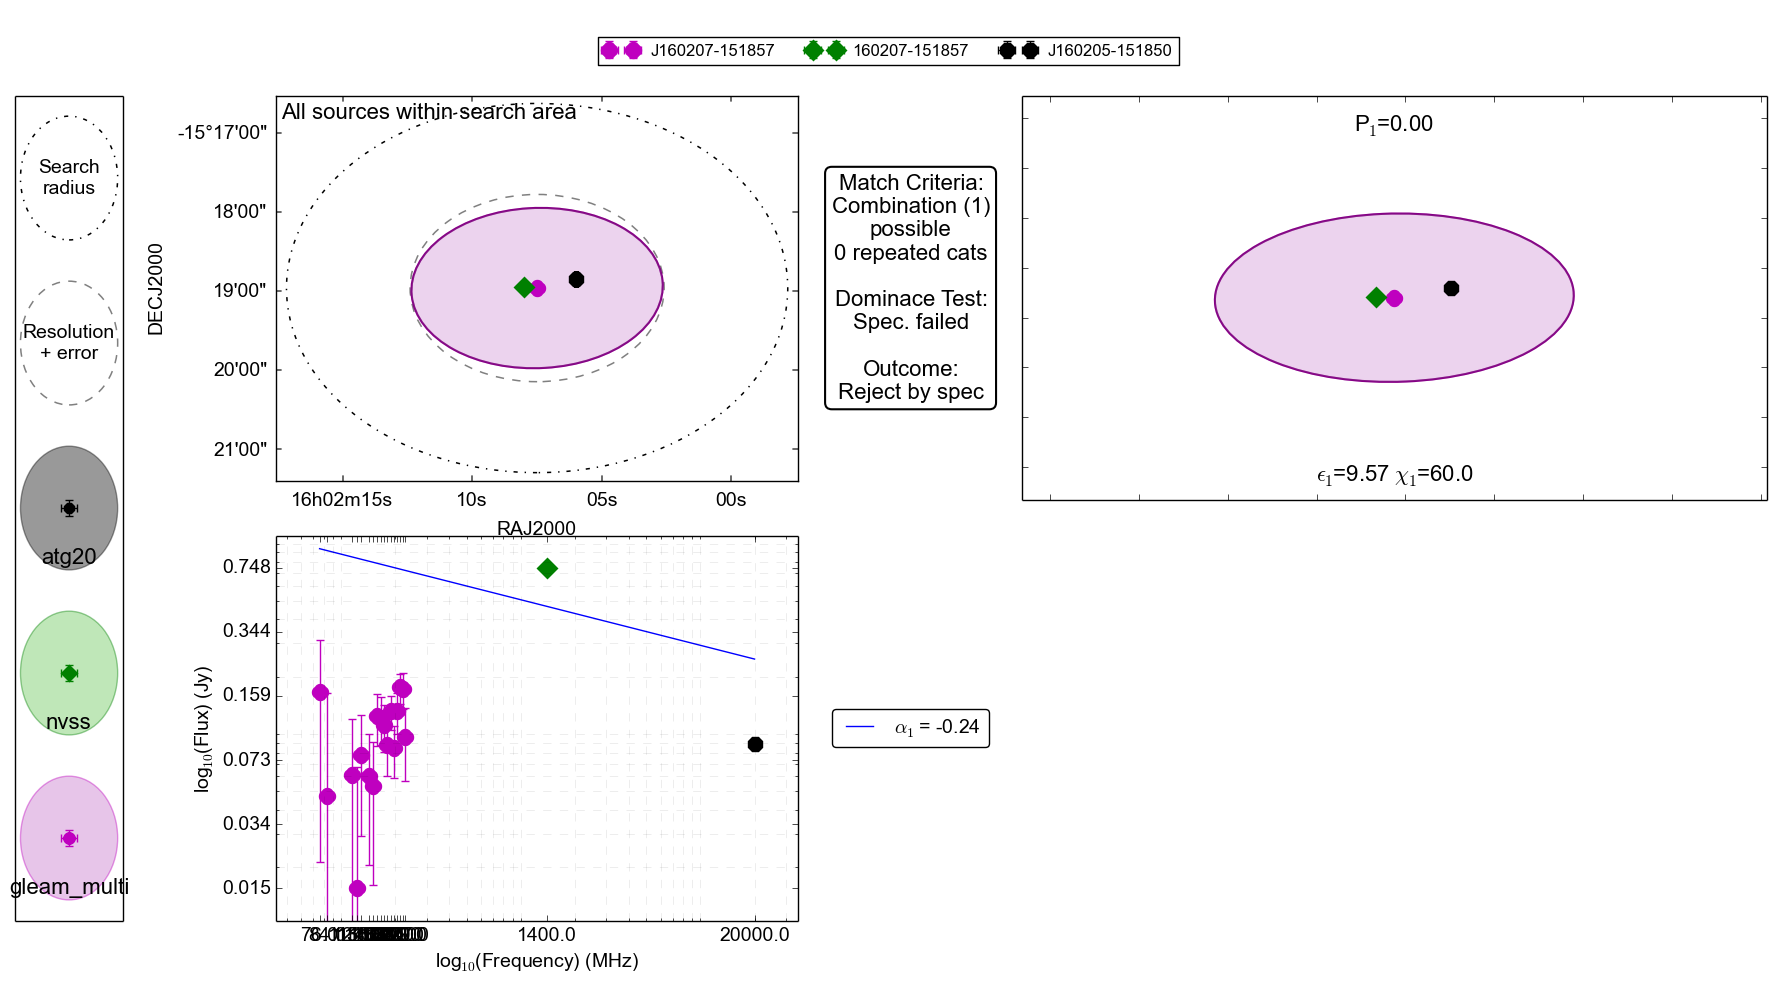 J160207-151857
160207-151857
J160205-151850
Search
radius
Resolution
+ error
atg20
nvss
gleam_multi
All sources within search area
DECJ2000
-15°17'00"
18'00"
19'00"
20'00"
21'00"
16h02m15s
10s
05s
00s
RAJ2000
Match Criteria:
Combination (1)
possible
0 repeated cats
Dominace Test:
Spec. failed
Outcome:
Reject by spec
P₁=0.00
ϵ₁=9.57 χ₁=60.0
log₁₀(Flux) (Jy)
0.748
0.344
0.159
0.073
0.034
0.015
1400.0
20000.0
log₁₀(Frequency) (MHz)
α₁ = -0.24